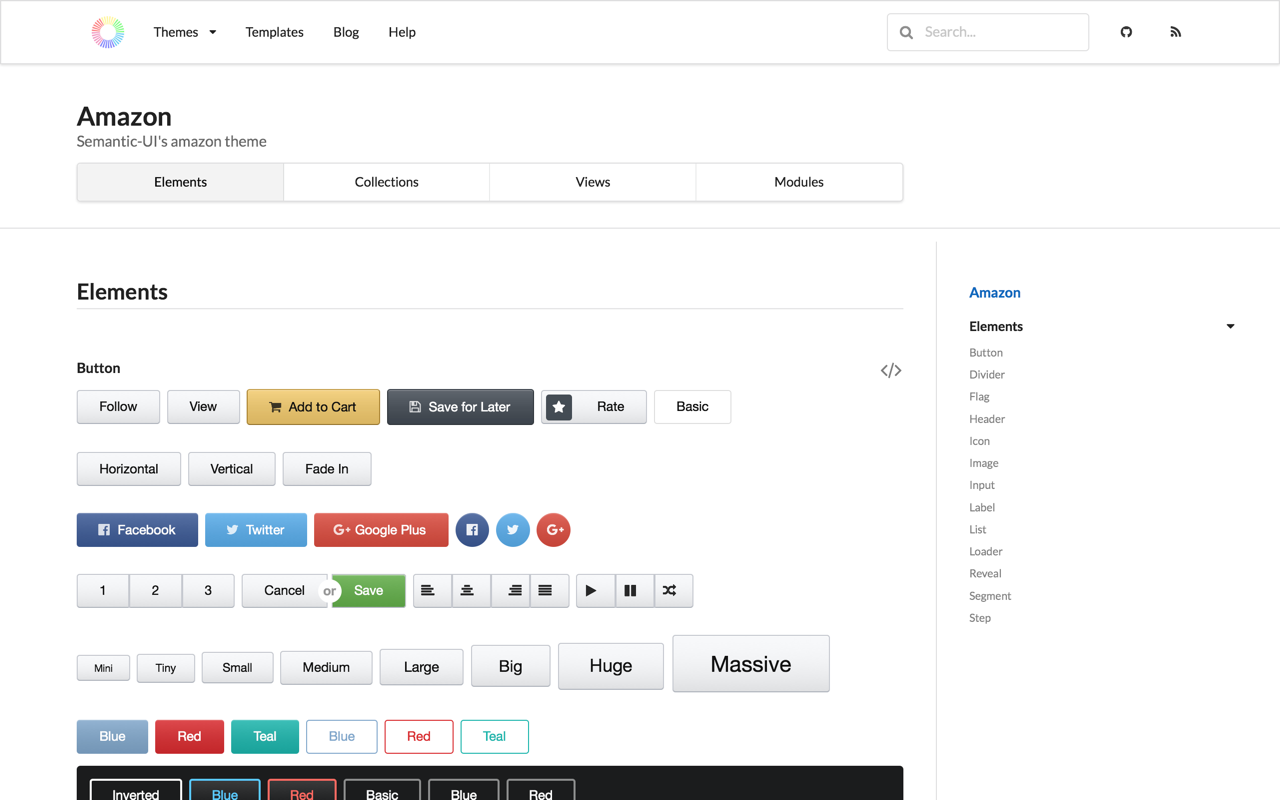 Themes Templates Blog Help Search...
Amazon
Semantic-UI's amazon theme
Elements Collections Views Modules
Elements
Button
Follow View Add to Cart Save for Later Rate Basic
Horizontal Vertical Fade In
Facebook Twitter Google Plus
1 2 3 Cancel or Save
Mini Tiny Small Medium Large Big Huge Massive
Blue Red Teal Blue Red Teal
Inverted Blue Red Basic Blue Red
Amazon
Elements
Button
Divider
Flag
Header
Icon
Image
Input
Label
List
Loader
Reveal
Segment
Step